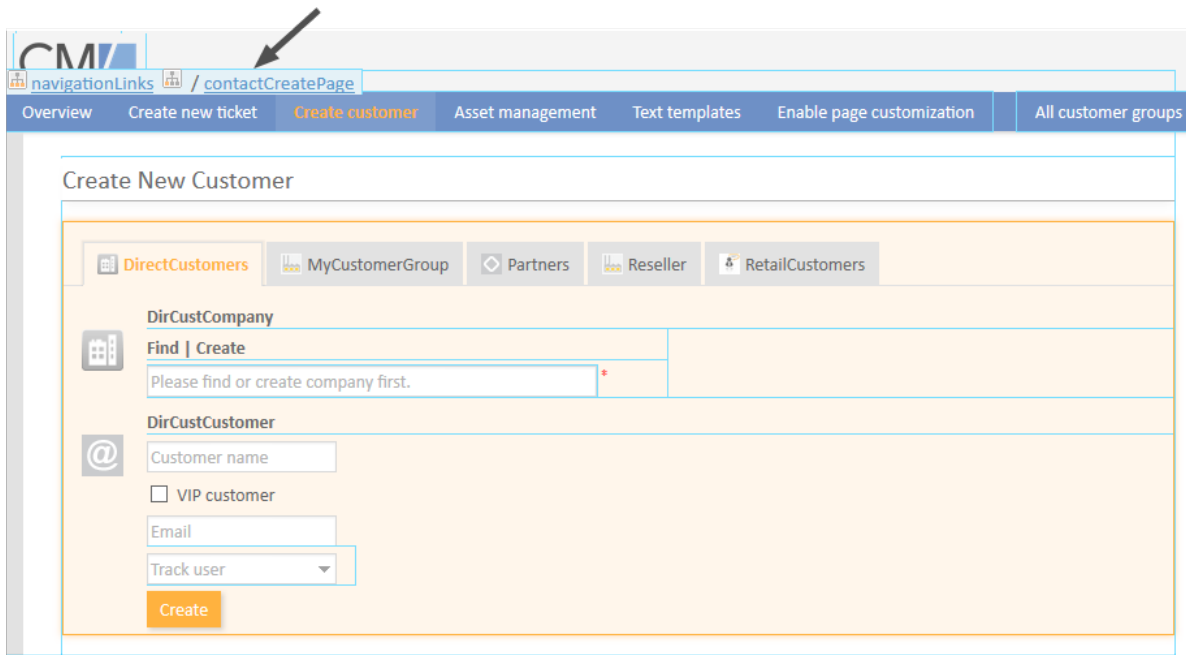 CM/
navigationLinks / contactCreatePage
Overview Create new ticket Create customer Asset management Text templates Enable page customization All customer groups
Create New Customer
DirectCustomers MyCustomerGroup Partners Reseller RetailCustomers
DirCustCompany
Find | Create
Please find or create company first. *
DirCustCustomer
@
Customer name
VIP customer
Email
Track user
Create